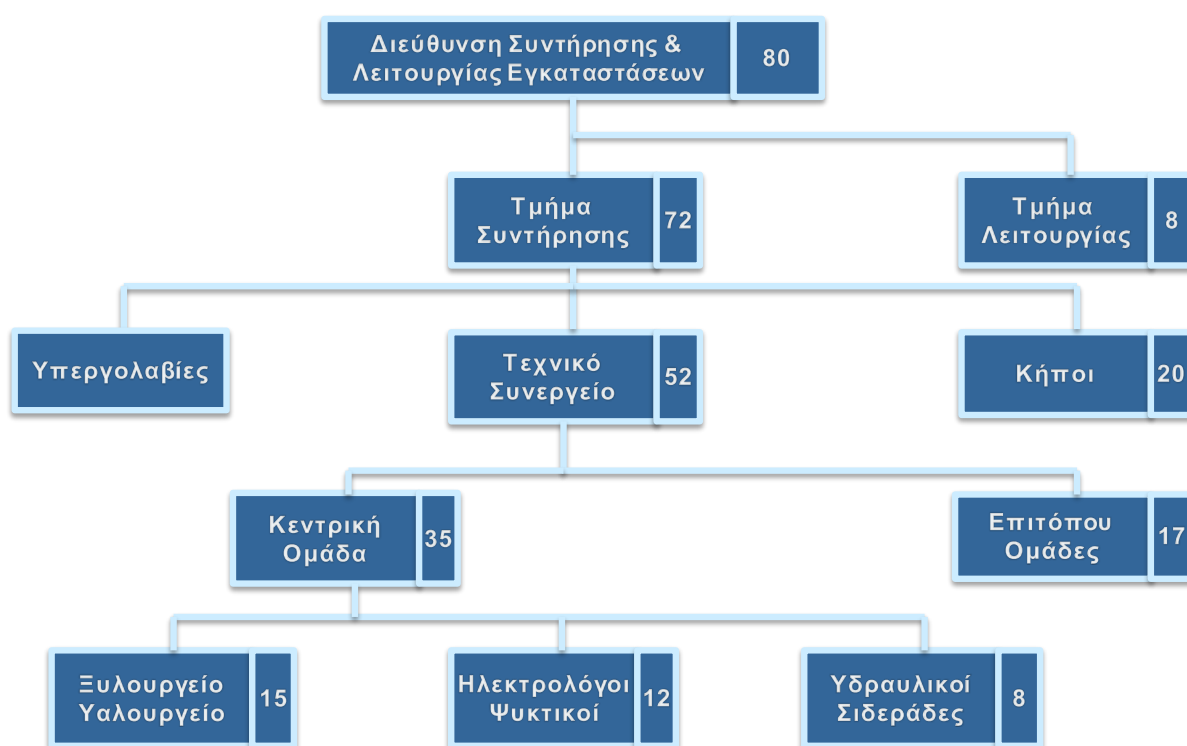 Διεύθυνση Συντήρησης &
Λειτουργίας Εγκαταστάσεων
80
Τμήμα
Συντήρησης
72
Τμήμα
Λειτουργίας
8
Υπεργολαβίες
Τεχνικό
Συνεργείο
52
Κήποι
20
Κεντρική
Ομάδα
35
Επιτόπου
Ομάδες
17
Ξυλουργείο
Υαλουργείο
15
Ηλεκτρολόγοι
Ψυκτικοί
12
Υδραυλικοί
Σιδεράδες
8